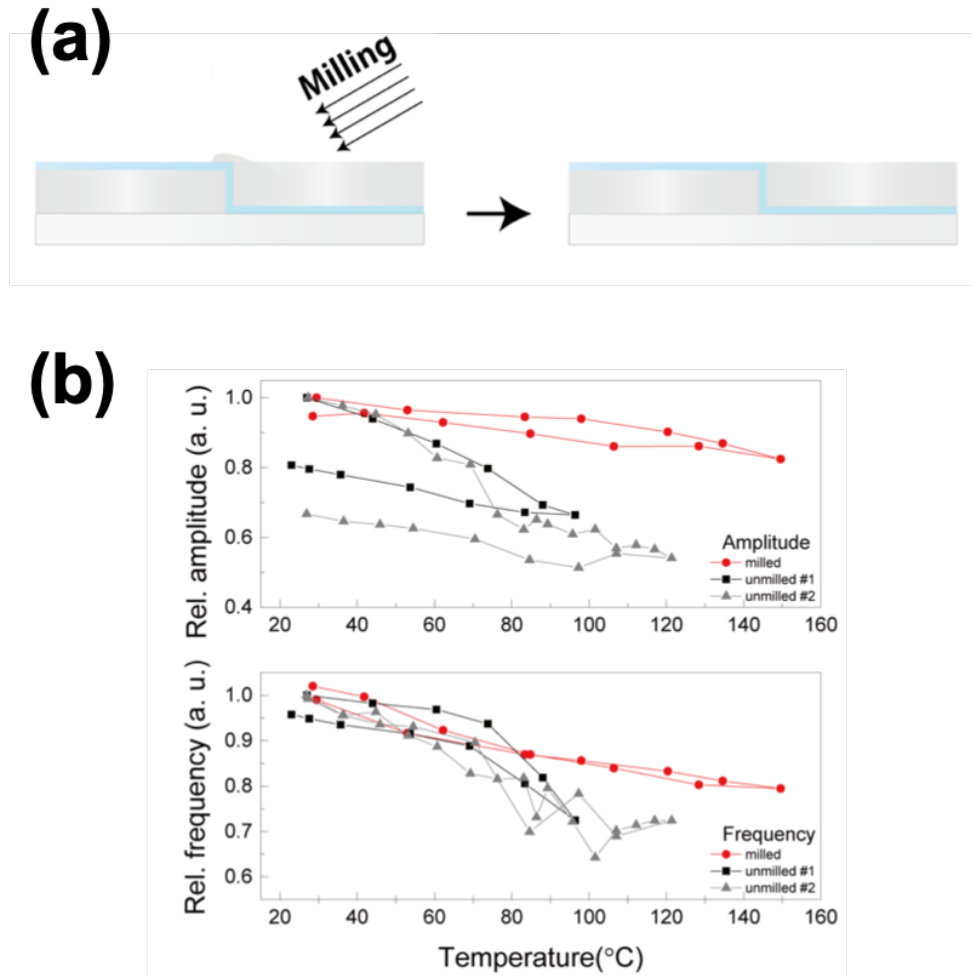 (a)
Milling
(b)
Rel. amplitude (a. u.)
1.0
0.8
0.6
0.4
Amplitude
milled
unmilled #1
unmilled #2
20 40 60 80 100 120 140 160
Rel. frequency (a. u.)
1.0
0.9
0.8
0.7
0.6
Frequency
milled
unmilled #1
unmilled #2
20 40 60 80 100 120 140 160
Temperature(°C)